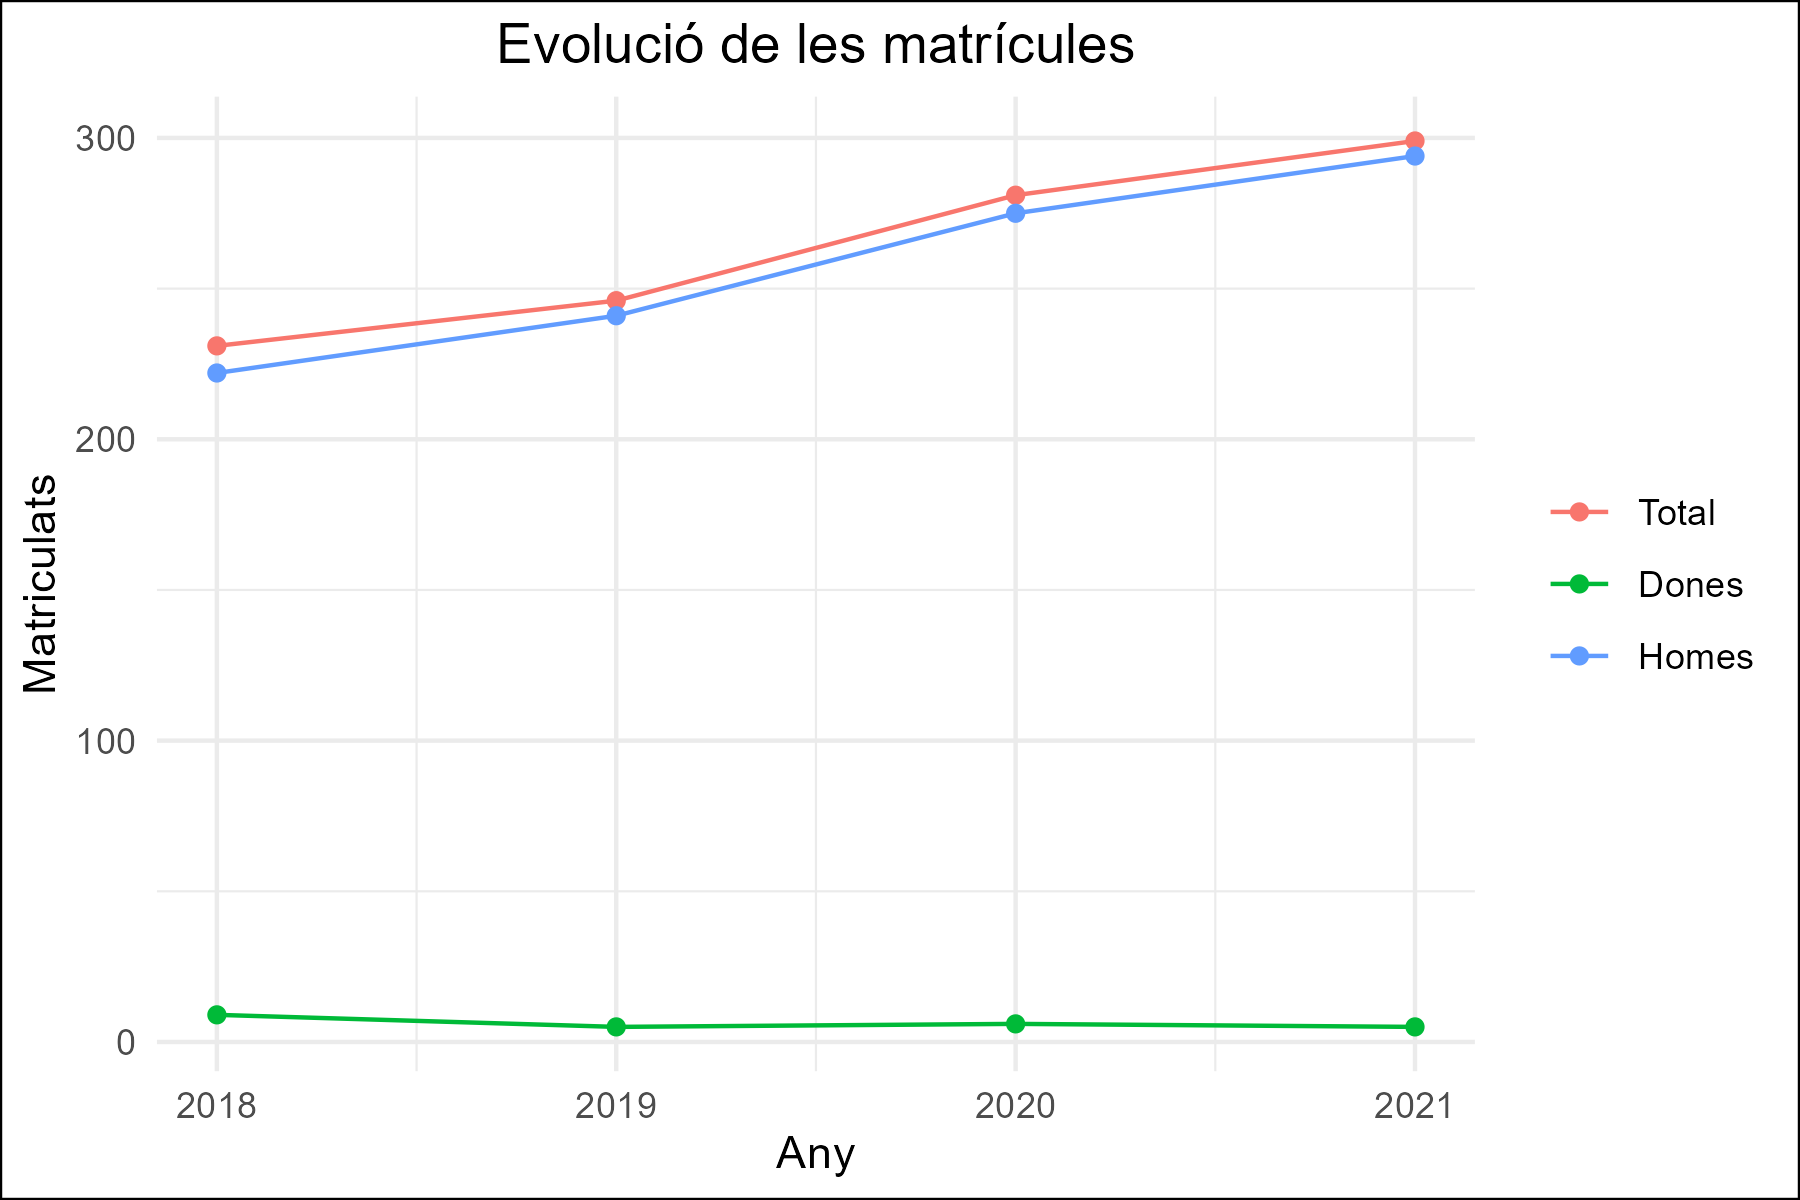 Evolució de les matrícules
300
200
100
0
Matriculats
2018 2019 2020 2021
Any
Total
Dones
Homes